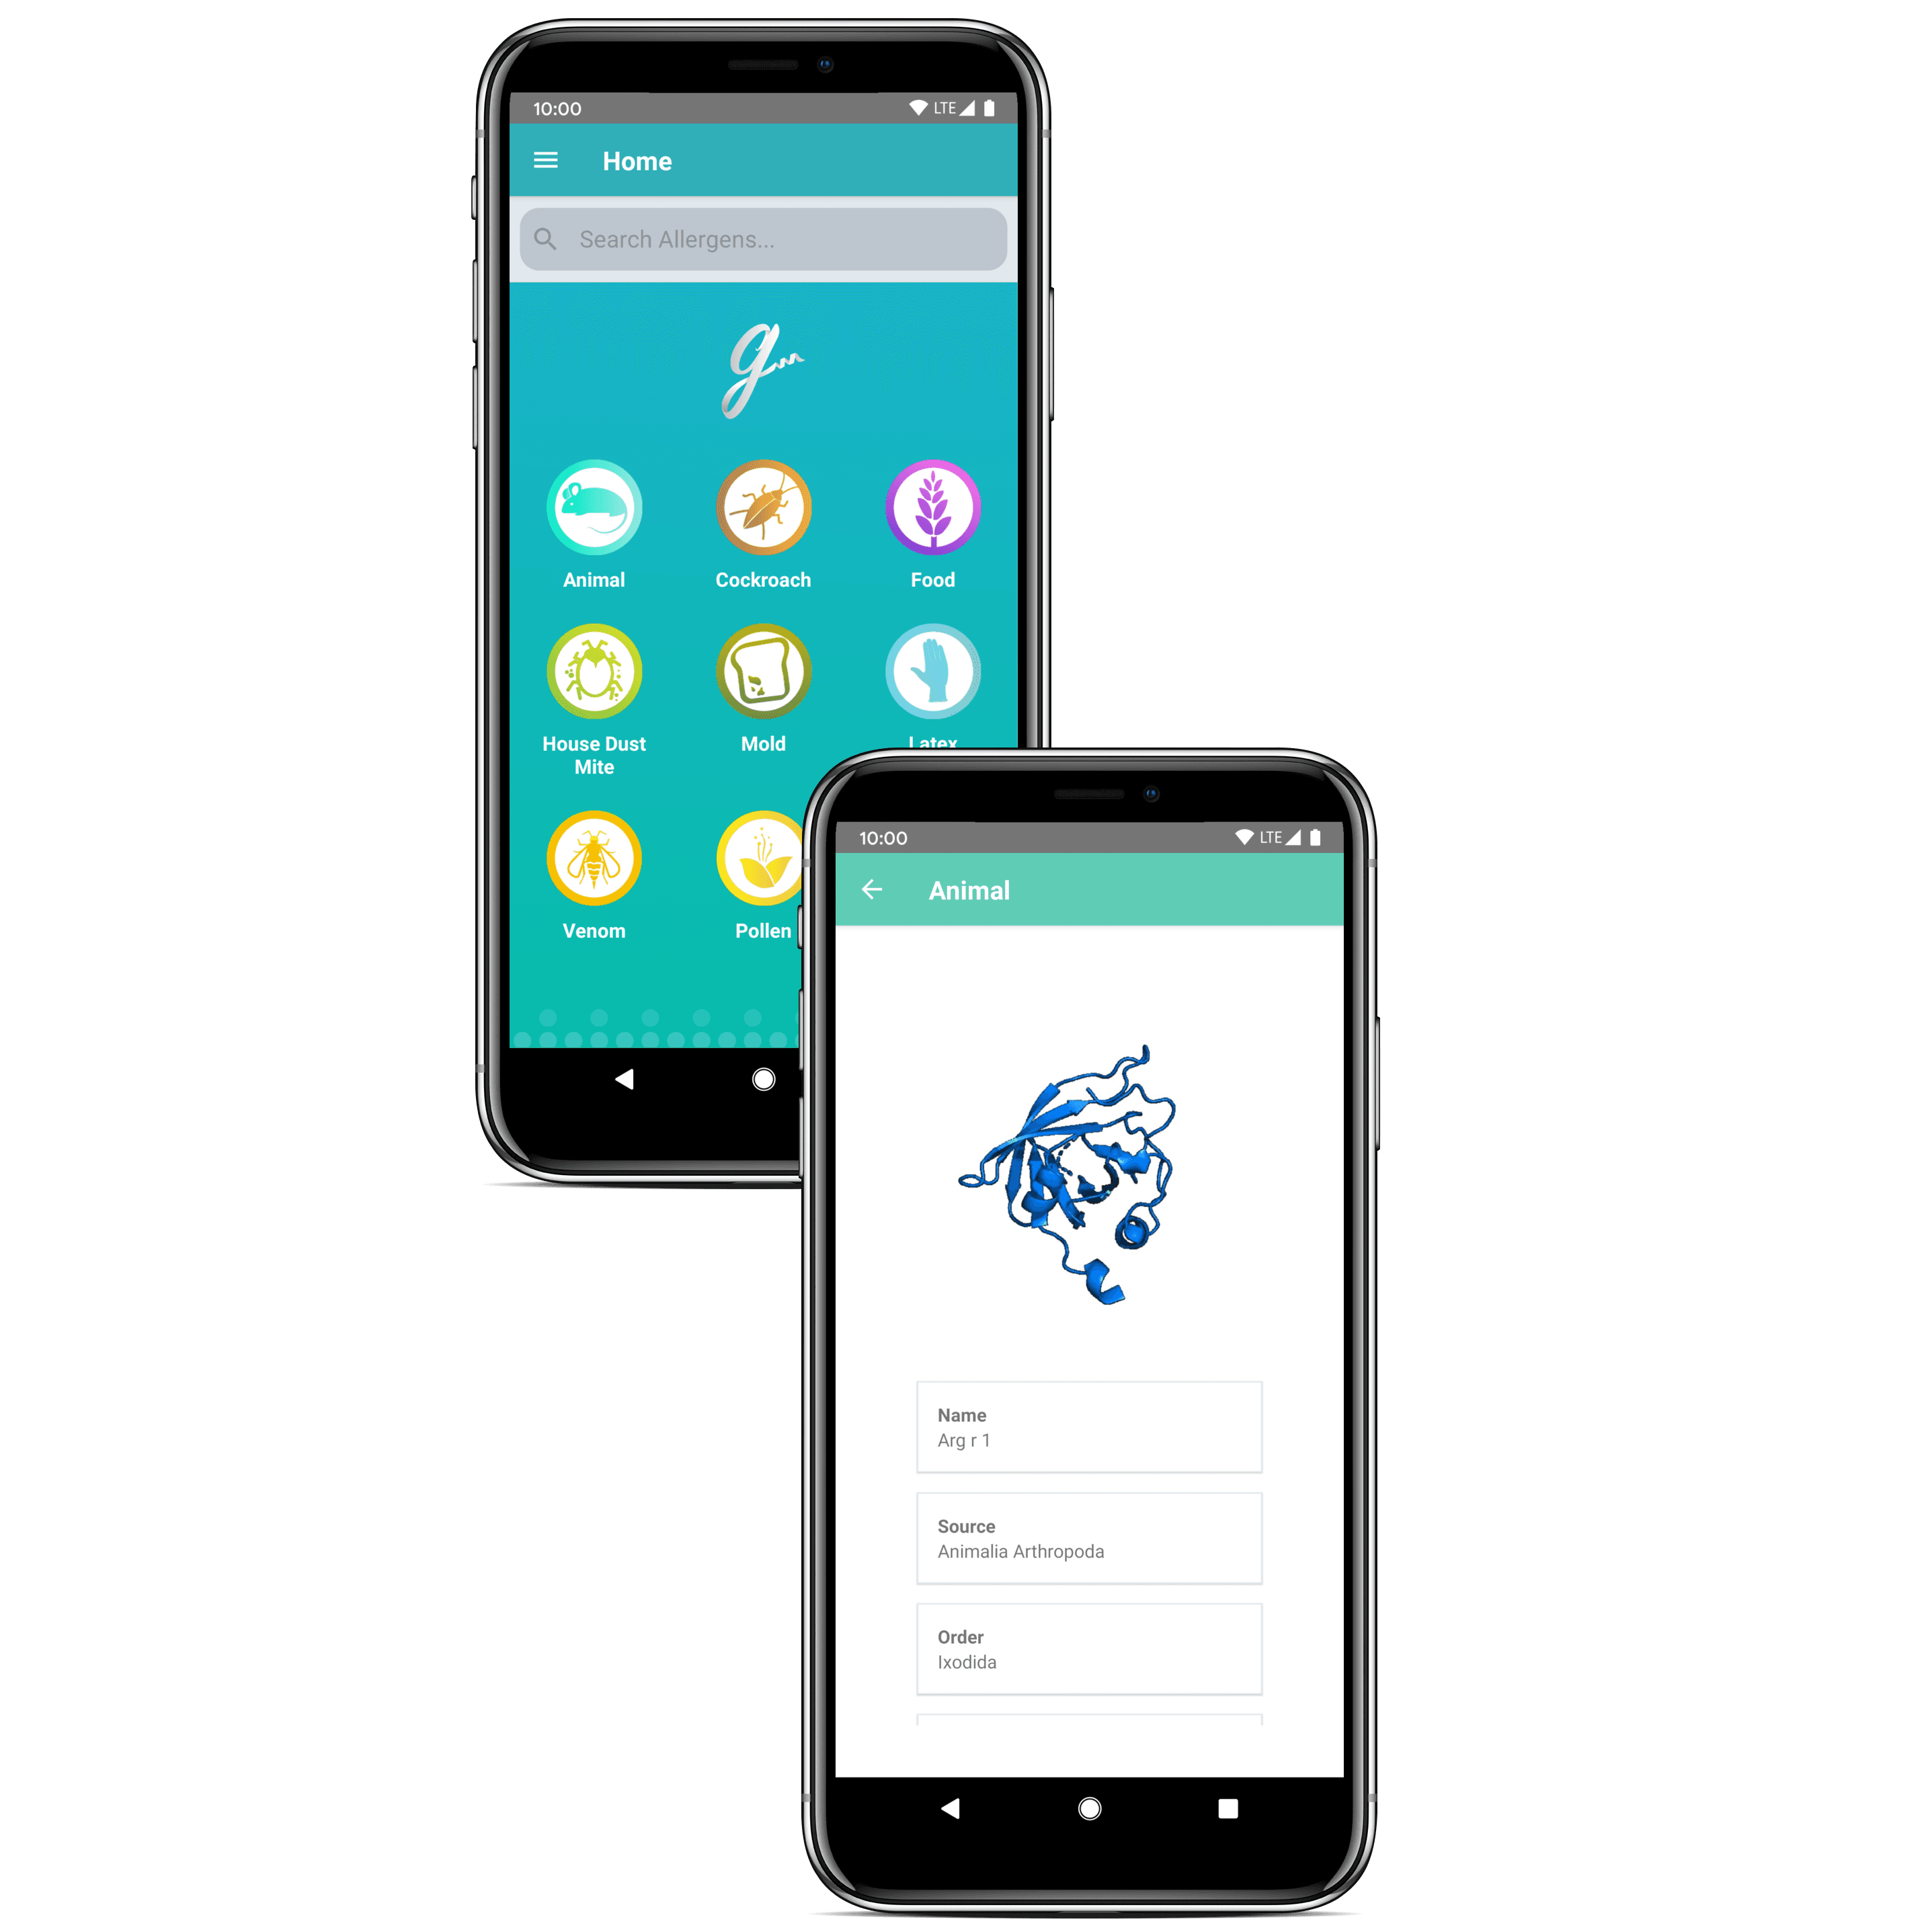 10:00 LTE
Home
Search Allergens...
g
Animal Cockroach Food
House Dust Mold Latex
Mite
Venom Pollen
10:00 LTE
Animal
Name
Arg r 1
Source
Animalia Arthropoda
Order
Ixodida